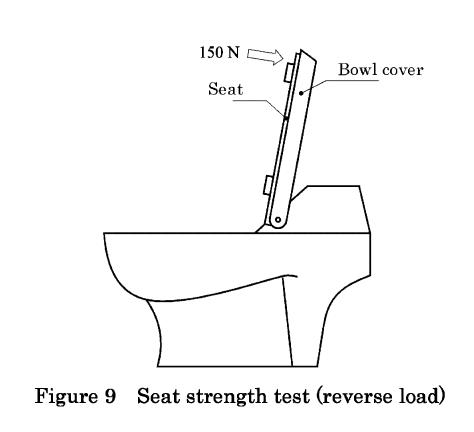 150 N
Bowl cover
Seat
Figure 9 Seat strength test (reverse load)